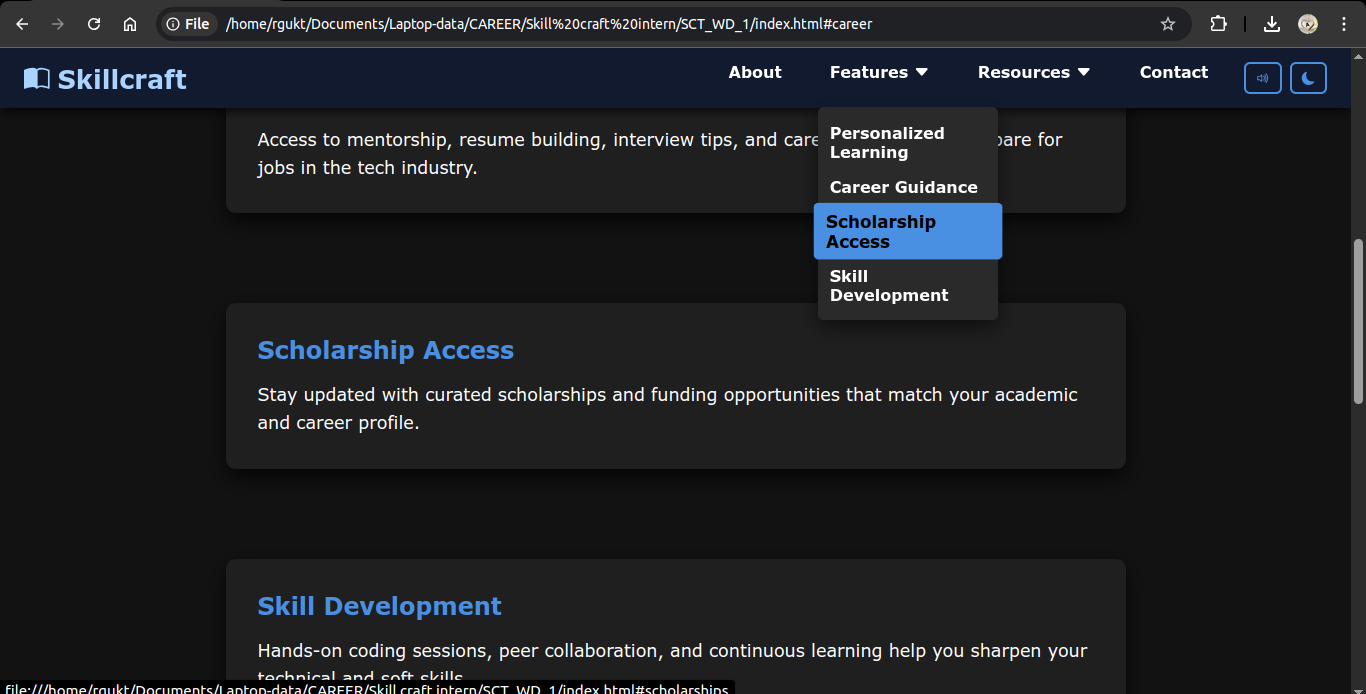 File /home/rgukt/Documents/Laptop-data/CAREER/Skill%20craft%20intern/SCT_WD_1/index.html#career
Skillcraft About Features Resources Contact
Access to mentorship, resume building, interview tips, and
jobs in the tech industry.
Personalized
Learning
Career Guidance
Scholarship
Access
Skill
Development
Scholarship Access
Stay updated with curated scholarships and funding opportunities that match your academic
and career profile.
Skill Development
Hands-on coding sessions, peer collaboration, and continuous learning help you sharpen your
technical and soft skills
file:///home/rgukt/Documents/Laptop-data/CAREER/Skill craft intern/SCT_WD_1/index.html#scholarships